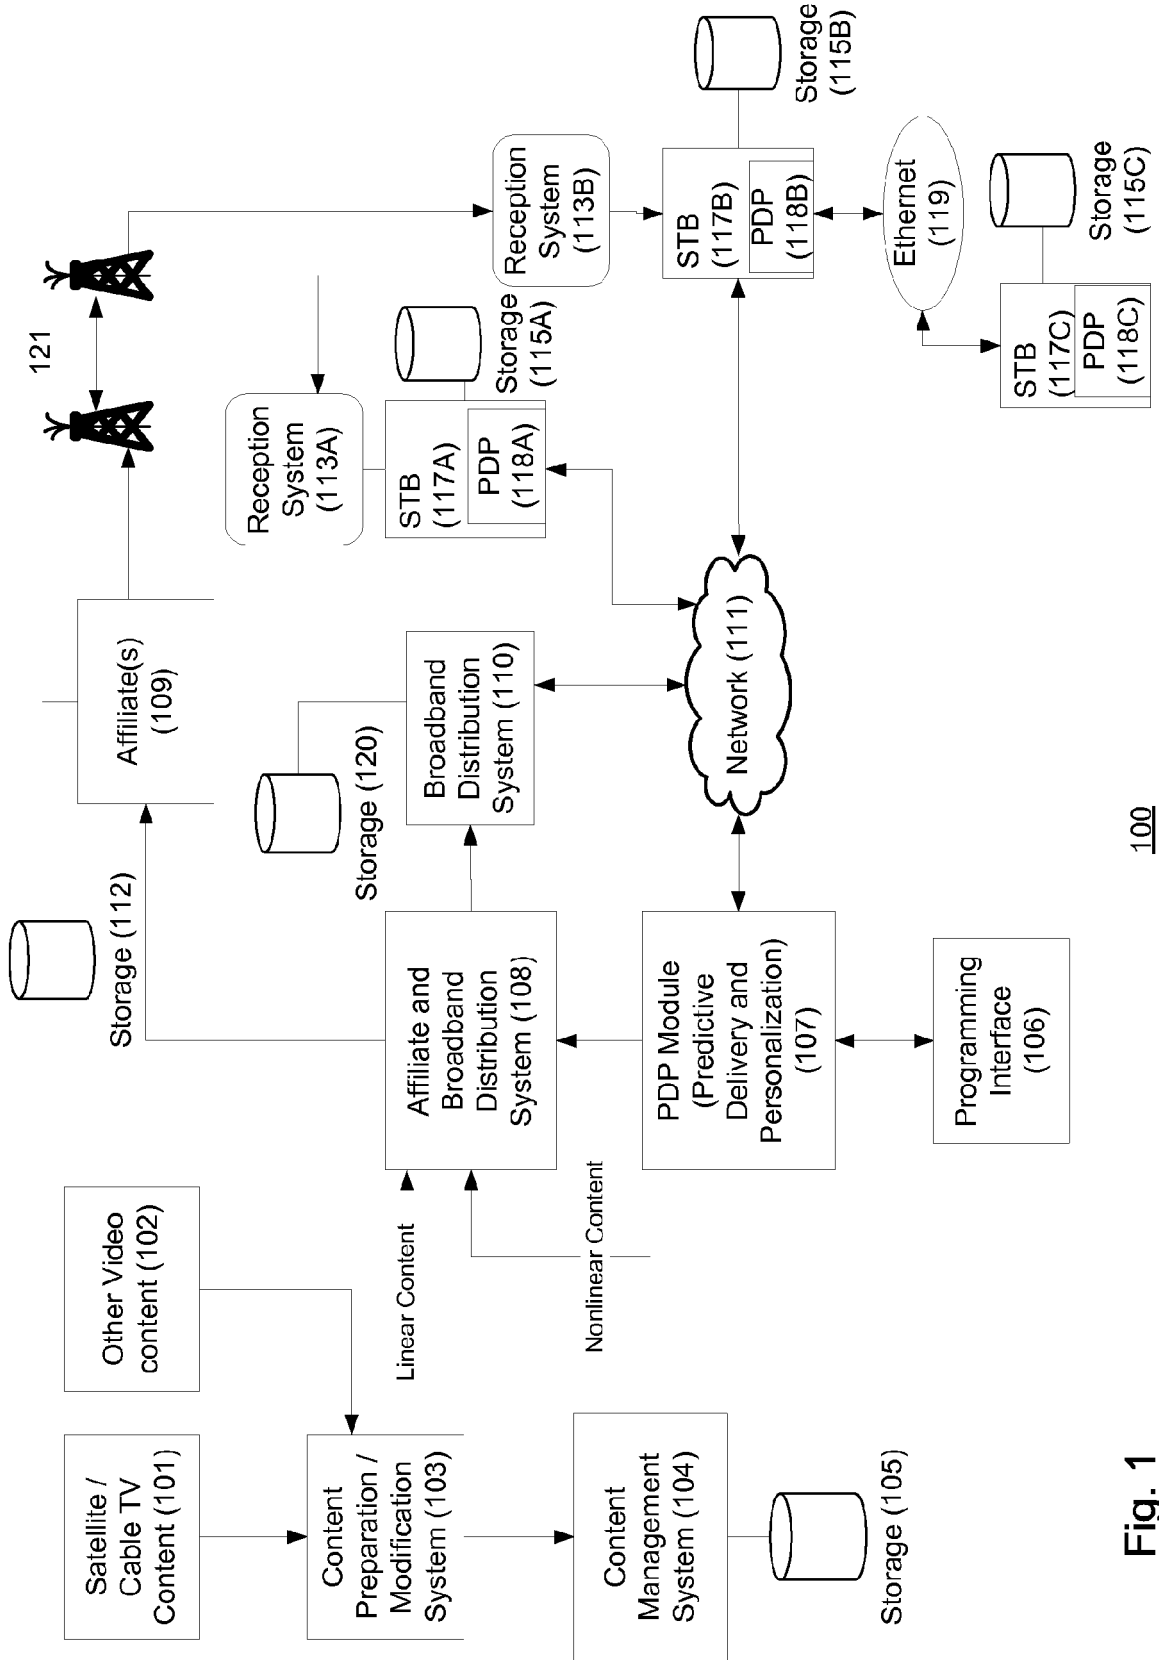 Satellite /
Cable TV
Content (101)
Other Video
content (102)
Content
Preparation /
Modification
System (103)
Content
Management
System (104)
Storage (105)
Linear Content
Nonlinear Content
Storage (112)
Affiliate and
Broadband
Distribution
System (108)
PDP Module
(Predictive
Delivery and
Personalization)
(107)
Programming
Interface
(106)
Affiliate(s)
(109)
Storage (120)
Broadband
Distribution
System (110)
Network (111)
121
Reception
System
(113A)
STB
(117A)
PDP
(118A)
Storage
(115A)
Reception
System
(113B)
STB
(117B)
PDP
(118B)
Storage
(115B)
Ethernet
(119)
STB
(117C)
PDP
(118C)
Storage
(115C)
100
Fig. 1